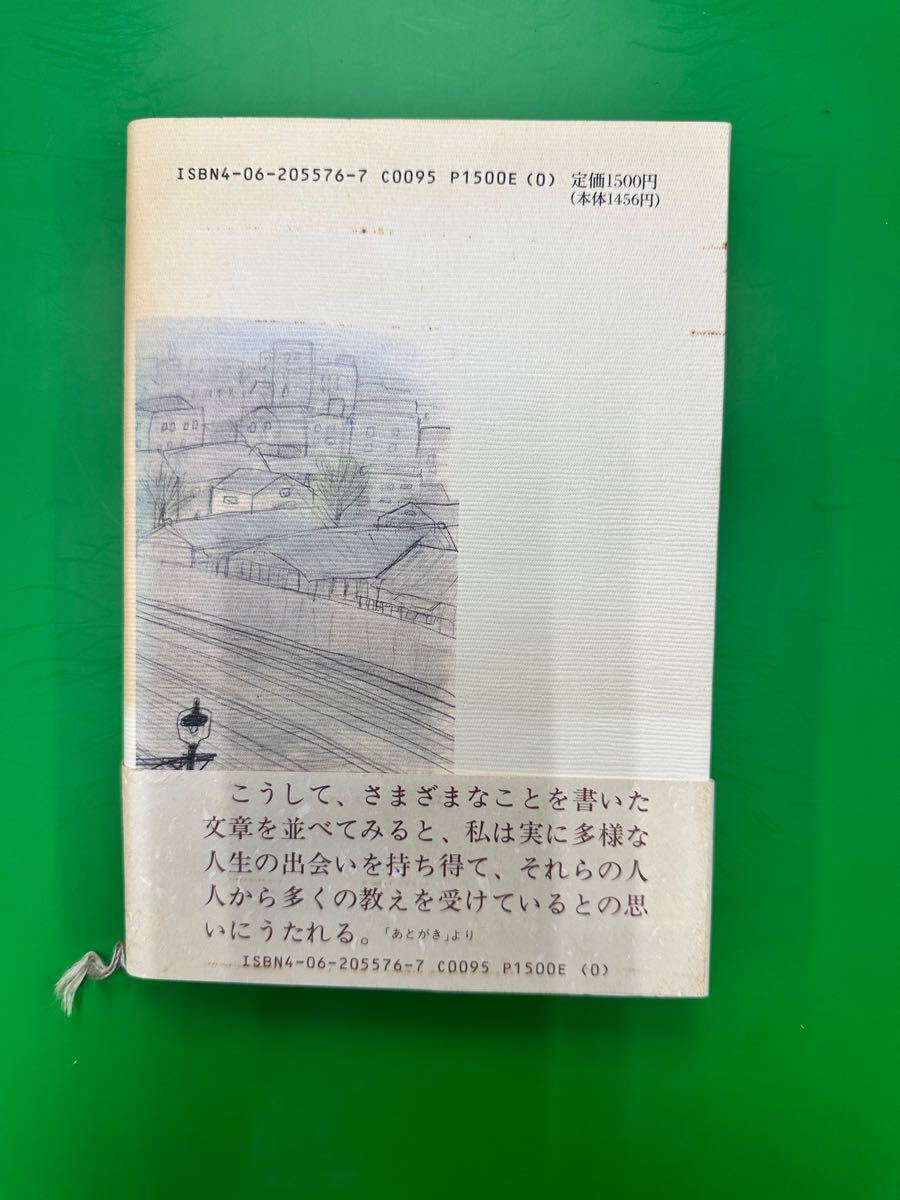 ISBN4-06-205576-7 C0095 P1500E (0) 定価1500円
(本体1456円)
こうして、さまざまなことを書いた
文章を並べてみると、私は実に多様な
人生の出会いを持ち得て、それらの人
人から多くの教えを受けているとの思
いにうたれる。「あとがき」より
ISBN4-06-205576-7 C0095 P1500E (0)